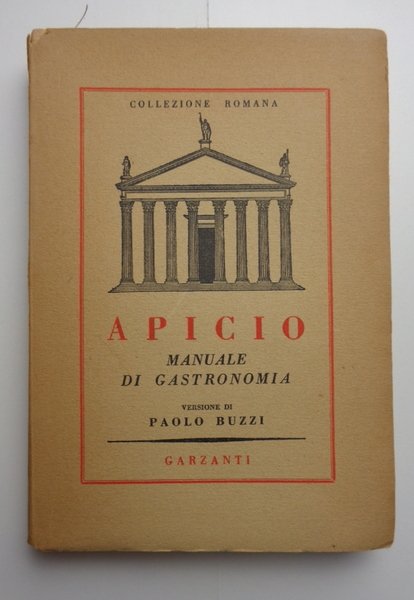 COLLEZIONE ROMANA
APICIO
MANUALE
DI GASTRONOMIA
VERSIONE DI
PAOLO BUZZI
GARZANTI